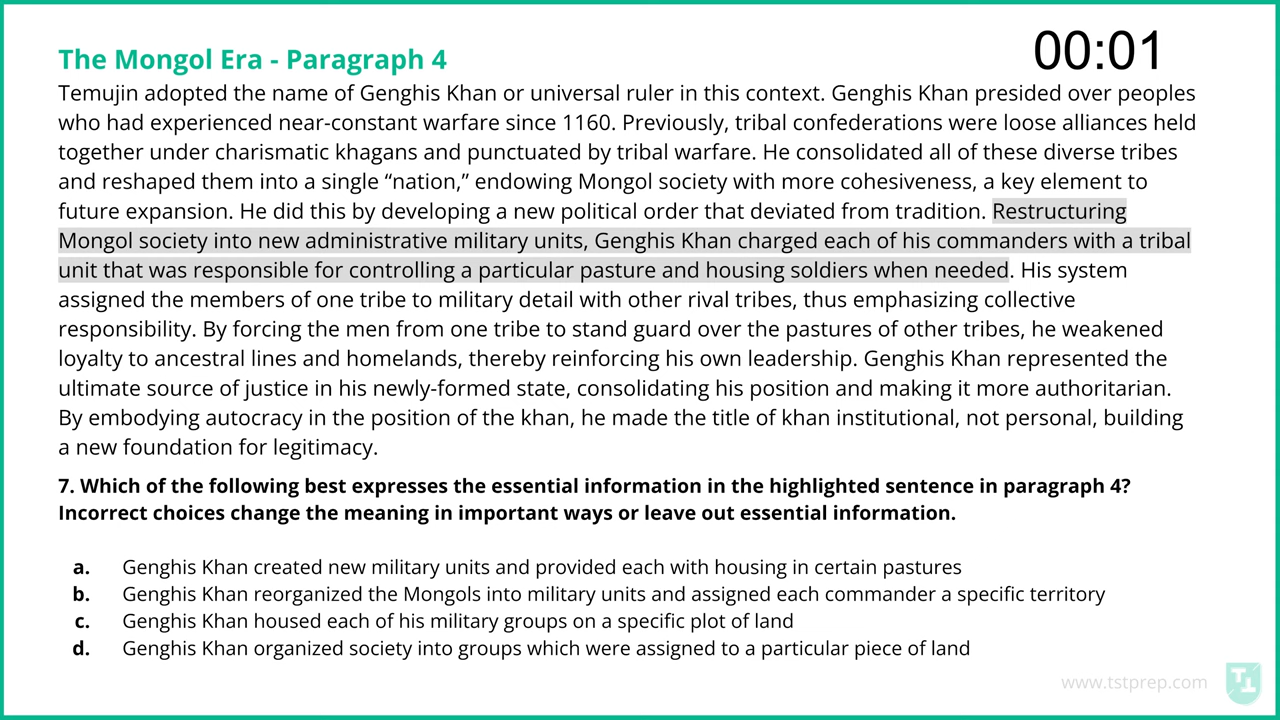 The Mongol Era - Paragraph 4
00:01
Temujin adopted the name of Genghis Khan or universal ruler in this context. Genghis Khan presided over peoples
who had experienced near-constant warfare since 1160. Previously, tribal confederations were loose alliances held
together under charismatic khagans and punctuated by tribal warfare. He consolidated all of these diverse tribes
and reshaped them into a single “nation,” endowing Mongol society with more cohesiveness, a key element to
future expansion. He did this by developing a new political order that deviated from tradition. Restructuring
Mongol society into new administrative military units, Genghis Khan charged each of his commanders with a tribal
unit that was responsible for controlling a particular pasture and housing soldiers when needed. His system
assigned the members of one tribe to military detail with other rival tribes, thus emphasizing collective
responsibility. By forcing the men from one tribe to stand guard over the pastures of other tribes, he weakened
loyalty to ancestral lines and homelands, thereby reinforcing his own leadership. Genghis Khan represented the
ultimate source of justice in his newly-formed state, consolidating his position and making it more authoritarian.
By embodying autocracy in the position of the khan, he made the title of khan institutional, not personal, building
a new foundation for legitimacy.
7. Which of the following best expresses the essential information in the highlighted sentence in paragraph 4?
Incorrect choices change the meaning in important ways or leave out essential information.
a. Genghis Khan created new military units and provided each with housing in certain pastures
b. Genghis Khan reorganized the Mongols into military units and assigned each commander a specific territory
c. Genghis Khan housed each of his military groups on a specific plot of land
d. Genghis Khan organized society into groups which were assigned to a particular piece of land
www.tstprep.com